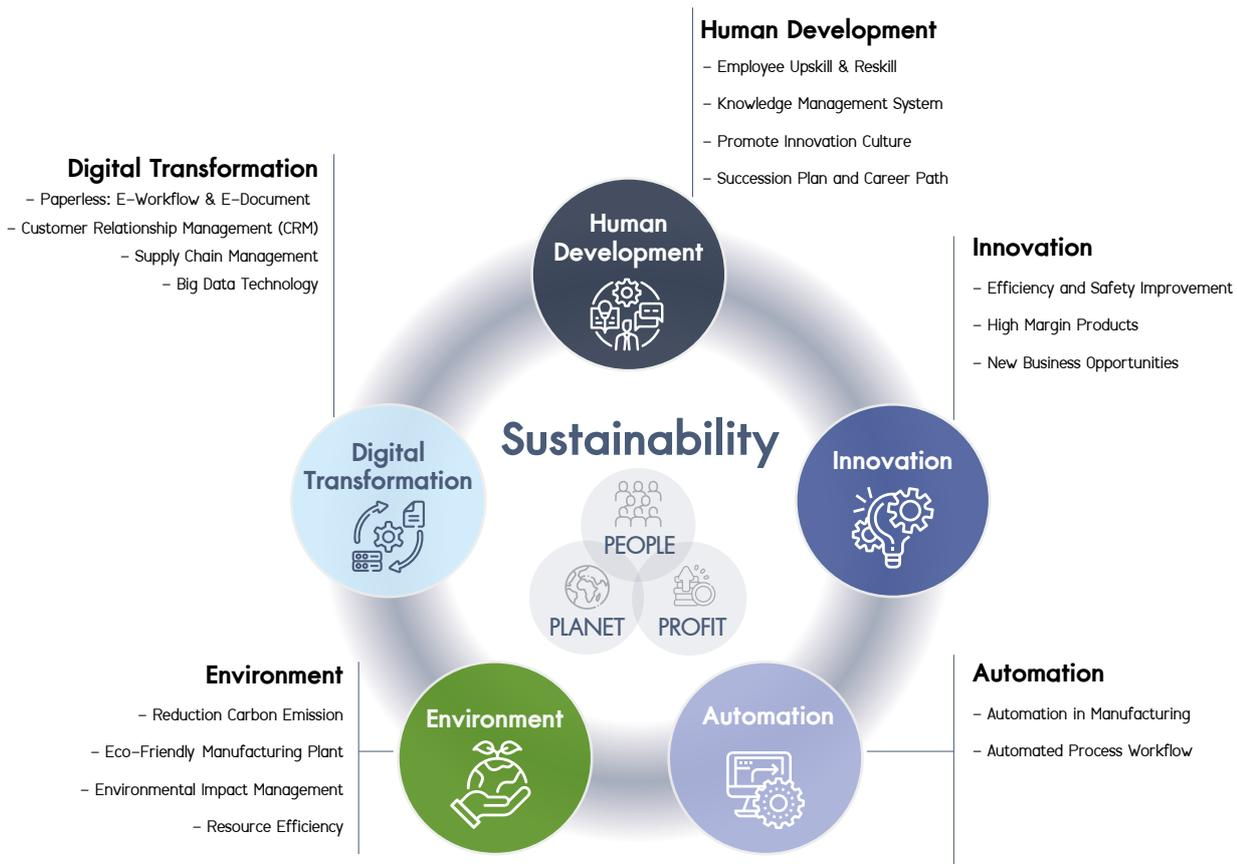 Human Development
– Employee Upskill & Reskill
– Knowledge Management System
– Promote Innovation Culture
– Succession Plan and Career Path
Digital Transformation
– Paperless: E-Workflow & E-Document
– Customer Relationship Management (CRM)
– Supply Chain Management
– Big Data Technology
Human
Development
Innovation
– Efficiency and Safety Improvement
– High Margin Products
– New Business Opportunities
Digital
Transformation
Sustainability
PEOPLE
PLANET
PROFIT
Innovation
Environment
– Reduction Carbon Emission
– Eco-Friendly Manufacturing Plant
– Environmental Impact Management
– Resource Efficiency
Environment
Automation
Automation
– Automation in Manufacturing
– Automated Process Workflow